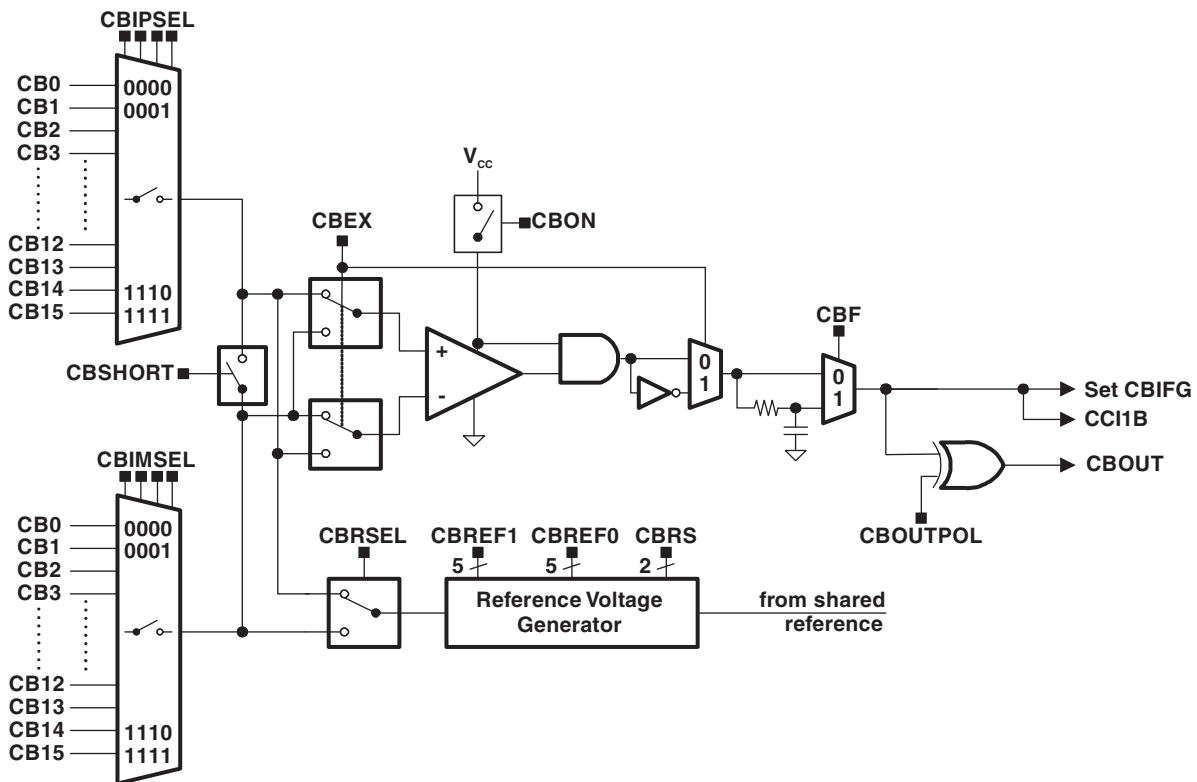 CBIPSEL
CB0
0000
CB1
0001
CB2
CB3
CB12
CB13
CB14
1110
CB15
1111
VCC
CBON
CBEX
CBSHORT
+
-
0
1
CBF
0
1
Set CBIFG
CCI1B
CBOUT
CBOUTPOL
CBIMSEL
CB0
0000
CB1
0001
CB2
CB3
CB12
CB13
CB14
1110
CB15
1111
CBRSEL
CBREF1
CBREF0
CBRS
5
5
2
Reference Voltage
Generator
from shared
reference